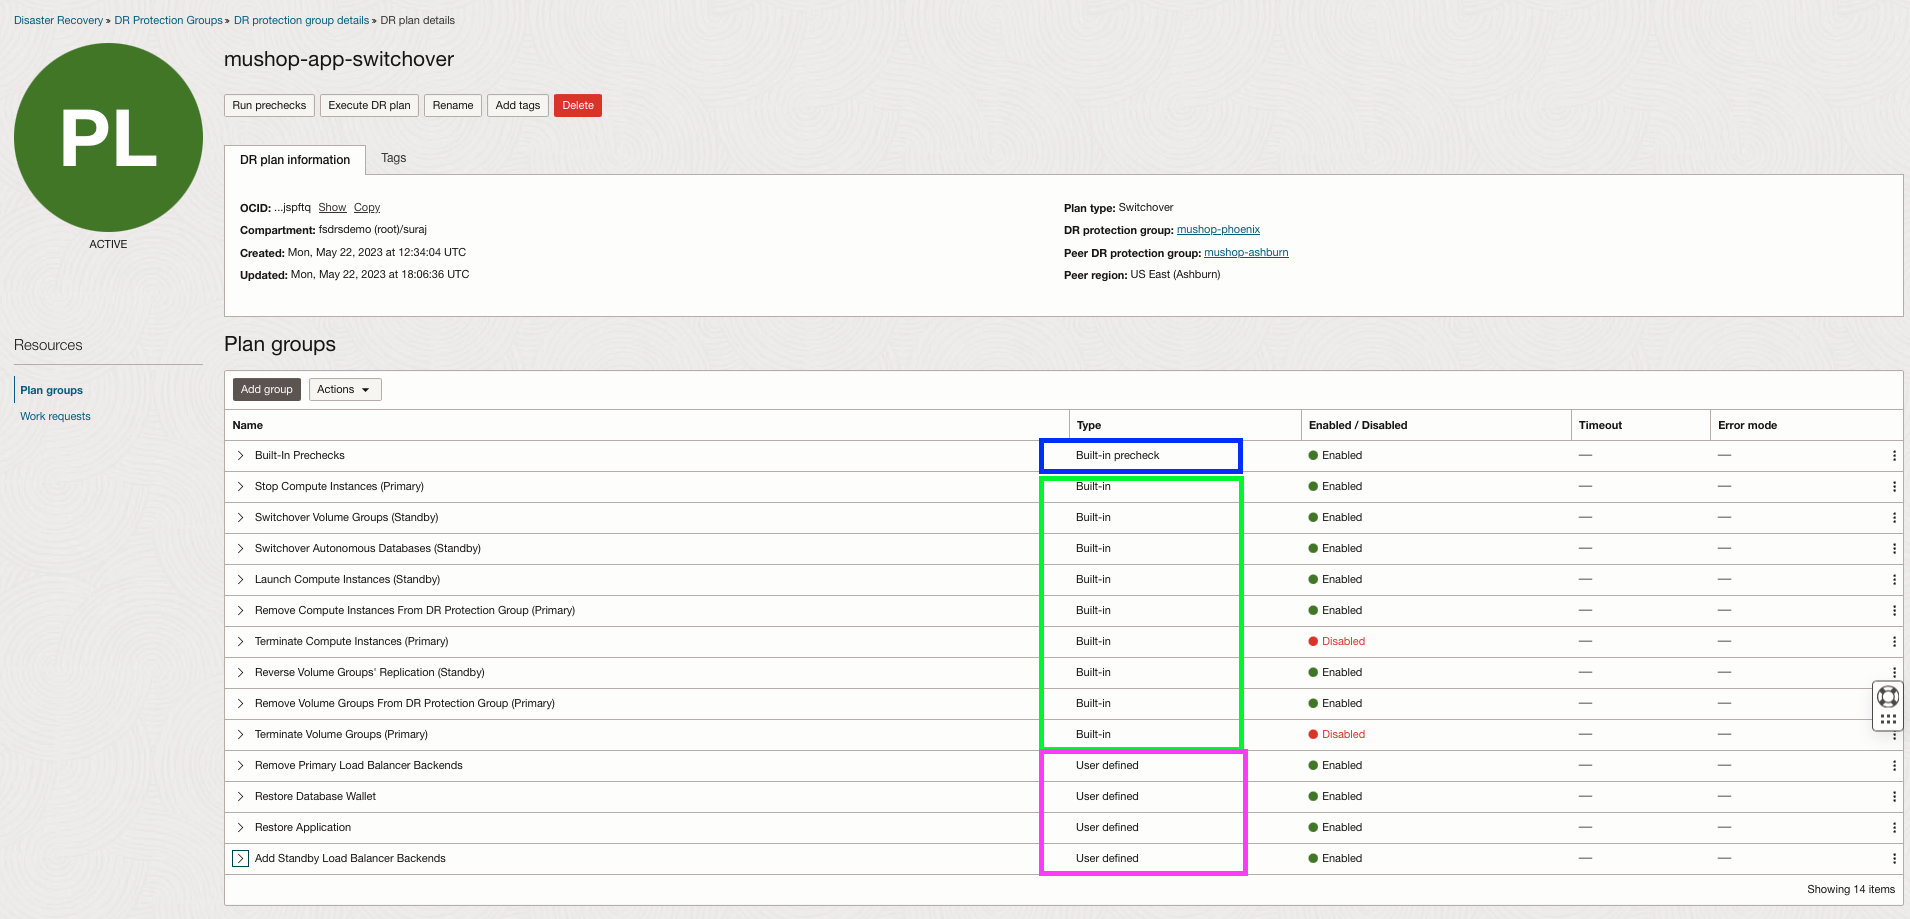 Disaster Recovery » DR Protection Groups » DR protection group details » DR plan details
PL
ACTIVE
mushop-app-switchover
Run prechecks Execute DR plan Rename Add tags Delete
DR plan information Tags
OCID: ...jspftq Show Copy
Compartment: fsdrsdemo (root)/suraj
Created: Mon, May 22, 2023 at 12:34:04 UTC
Updated: Mon, May 22, 2023 at 18:06:36 UTC
Plan type: Switchover
DR protection group: mushop-phoenix
Peer DR protection group: mushop-ashburn
Peer region: US East (Ashburn)
Resources
Plan groups
Work requests
Plan groups
Add group Actions
Name Type Enabled / Disabled Timeout Error mode
Built-In Prechecks Built-in precheck Enabled — —
Stop Compute Instances (Primary) Built-in Enabled — —
Switchover Volume Groups (Standby) Built-in Enabled — —
Switchover Autonomous Databases (Standby) Built-in Enabled — —
Launch Compute Instances (Standby) Built-in Enabled — —
Remove Compute Instances From DR Protection Group (Primary) Built-in Enabled — —
Terminate Compute Instances (Primary) Built-in Disabled — —
Reverse Volume Groups' Replication (Standby) Built-in Enabled — —
Remove Volume Groups From DR Protection Group (Primary) Built-in Enabled — —
Terminate Volume Groups (Primary) Built-in Disabled — —
Remove Primary Load Balancer Backends User defined Enabled — —
Restore Database Wallet User defined Enabled — —
Restore Application User defined Enabled — —
Add Standby Load Balancer Backends User defined Enabled — —
Showing 14 items